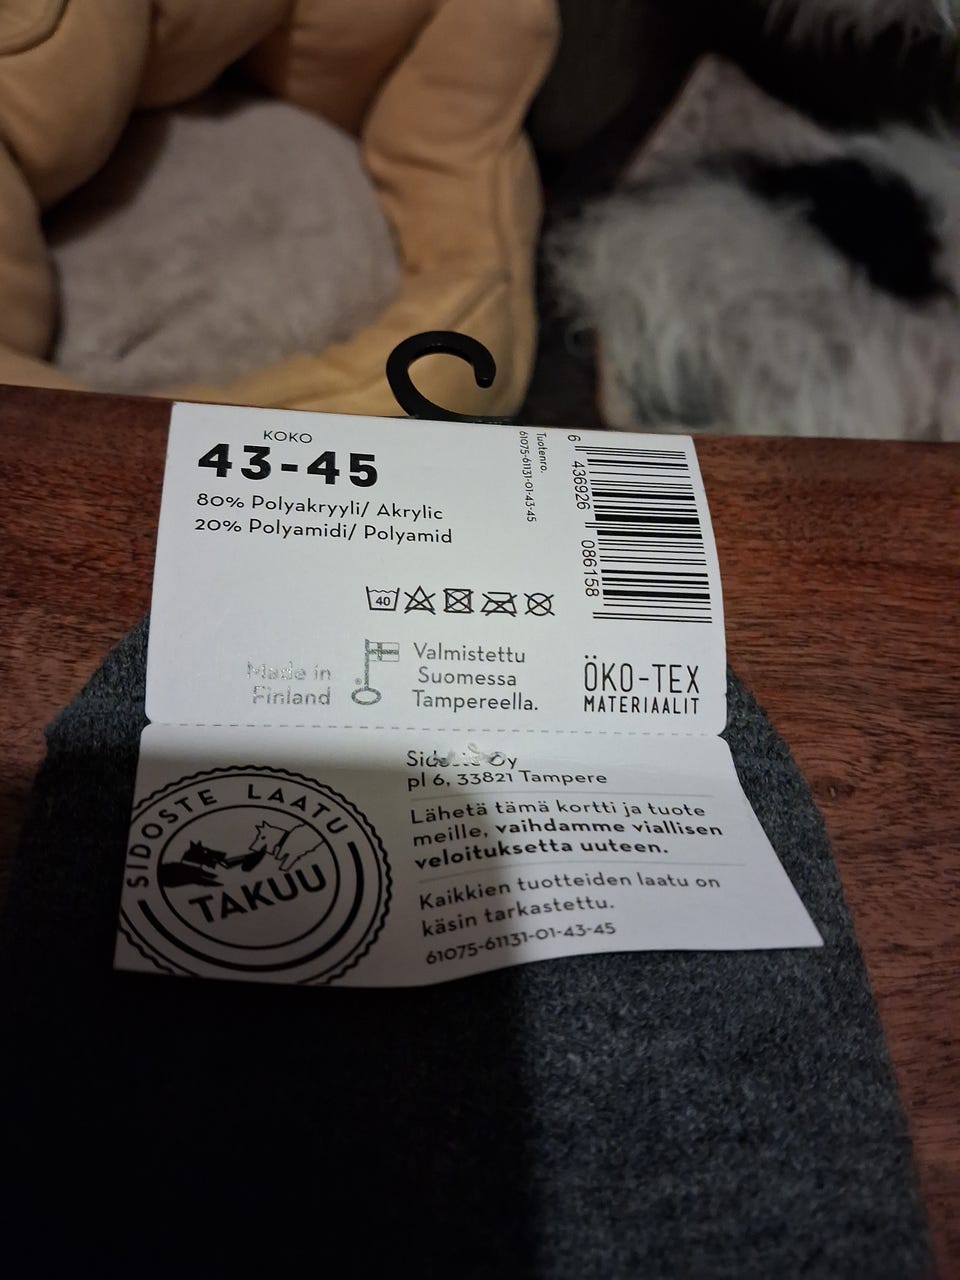 KOKO
43-45
80% Polyakryyli/ Akrylic
20% Polyamidi/ Polyamid
Tuotenro.
61075-61131-01-43-45
6 436926 086158
40
Made in
Finland
Valmistettu
Suomessa
Tampereella.
ÖKO-TEX
MATERIAALIT
SIDOSTE LAATU
TAKUU
Oy
pl 6, 33821 Tampere
Lähetä tämä kortti ja tuote
meille, vaihdamme viallisen
veloituksetta uuteen.
Kaikkien tuotteiden laatu on
käsin tarkastettu.
61075-61131-01-43-45